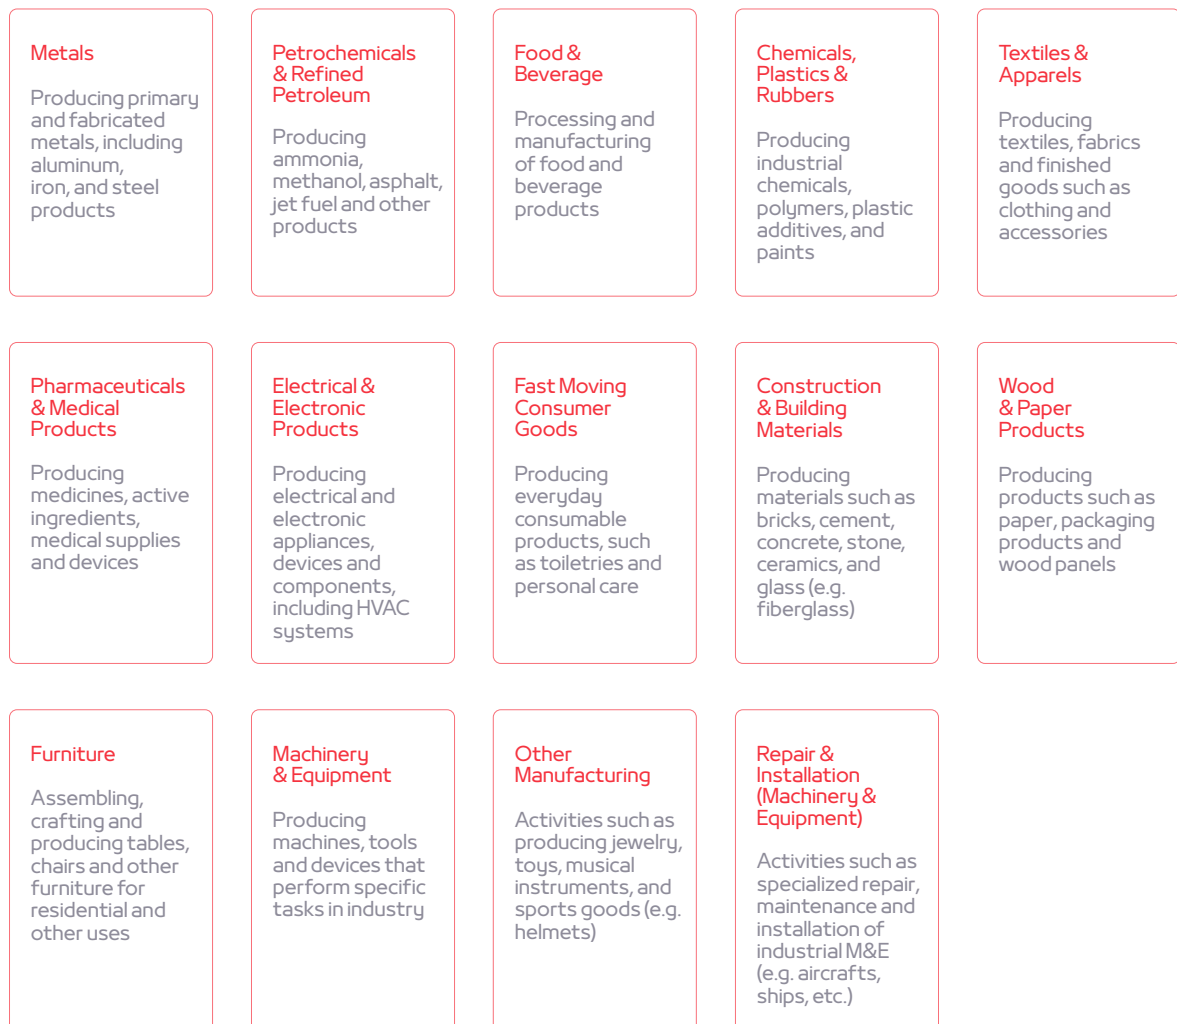 Metals
Producing primary
and fabricated
metals, including
aluminum,
iron, and steel
products
Petrochemicals
& Refined
Petroleum
Producing
ammonia,
methanol, asphalt,
jet fuel and other
products
Food &
Beverage
Processing and
manufacturing
of food and
beverage
products
Chemicals,
Plastics &
Rubbers
Producing
industrial
chemicals,
polymers, plastic
additives, and
paints
Textiles &
Apparels
Producing
textiles, fabrics
and finished
goods such as
clothing and
accessories
Pharmaceuticals
& Medical
Products
Producing
medicines, active
ingredients,
medical supplies
and devices
Electrical &
Electronic
Products
Producing
electrical and
electronic
appliances,
devices and
components,
including HVAC
systems
Fast Moving
Consumer
Goods
Producing
everyday
consumable
products, such
as toiletries and
personal care
Construction
& Building
Materials
Producing
materials such as
bricks, cement,
concrete, stone,
ceramics, and
glass (e.g.
fiberglass)
Wood
& Paper
Products
Producing
products such as
paper, packaging
products and
wood panels
Furniture
Assembling,
crafting and
producing tables,
chairs and other
furniture for
residential and
other uses
Machinery
& Equipment
Producing
machines, tools
and devices that
perform specific
tasks in industry
Other
Manufacturing
Activities such as
producing jewelry,
toys, musical
instruments, and
sports goods (e.g.
helmets)
Repair &
Installation
(Machinery &
Equipment)
Activities such as
specialized repair,
maintenance and
installation of
industrial M&E
(e.g. aircrafts,
ships, etc.)